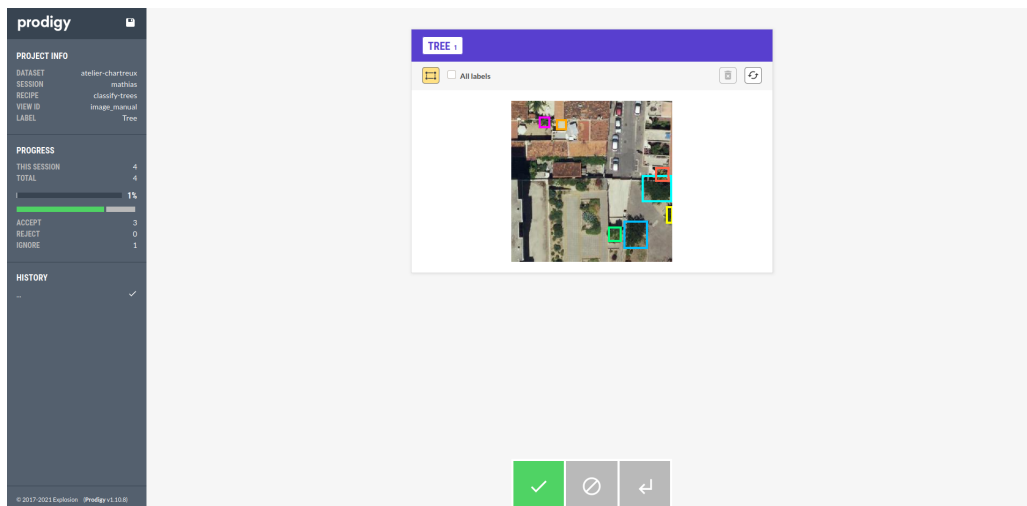 prodigy
PROJECT INFO
DATASET atelier-chartreux
SESSION mathias
RECIPE classify-trees
VIEW ID image_manual
LABEL Tree
PROGRESS
THIS SESSION 4
TOTAL 4
1%
ACCEPT 3
REJECT 0
IGNORE 1
HISTORY
...
© 2017-2021 Explosion (Prodigy v1.10.8)
TREE 1
All labels